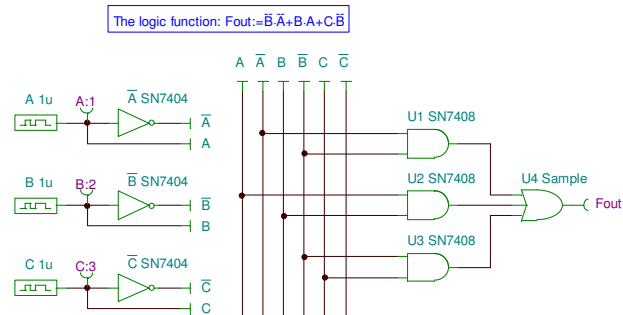 The logic function: Fout:=B̅·A̅+B·A+C·B̅
A A̅ B B̅ C C̅
A 1u A:1 A̅ SN7404
A̅
A
B 1u B:2 B̅ SN7404
B̅
B
C 1u C:3 C̅ SN7404
C̅
C
U1 SN7408
U2 SN7408
U3 SN7408
U4 Sample
Fout